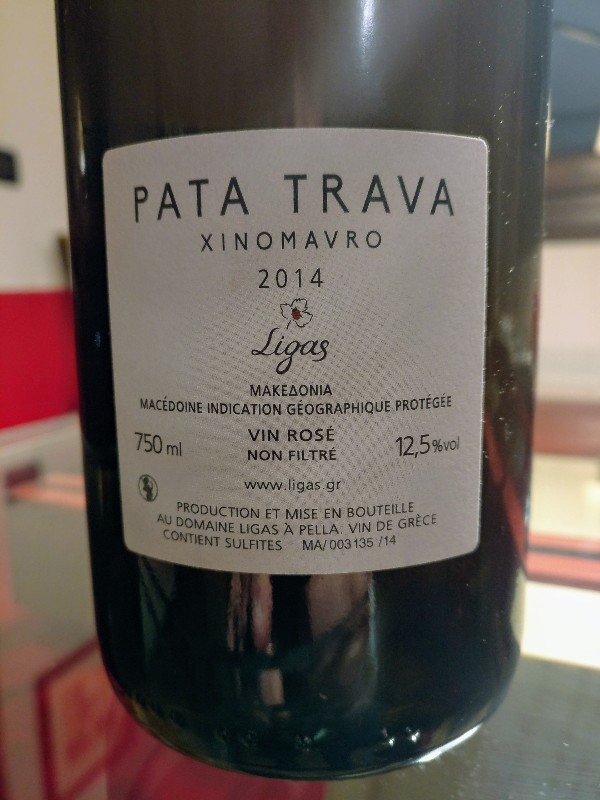 PATA TRAVA
XINOMAVRO
2014
Ligas
ΜΑΚΕΔΟΝΙΑ
MACÉDOINE INDICATION GÉOGRAPHIQUE PROTÉGÉE
750 ml
VIN ROSÉ
NON FILTRÉ
12,5%vol
www.ligas.gr
PRODUCTION ET MISE EN BOUTEILLE
AU DOMAINE LIGAS À PELLA. VIN DE GRÈCE
CONTIENT SULFITES MA/003135 /14